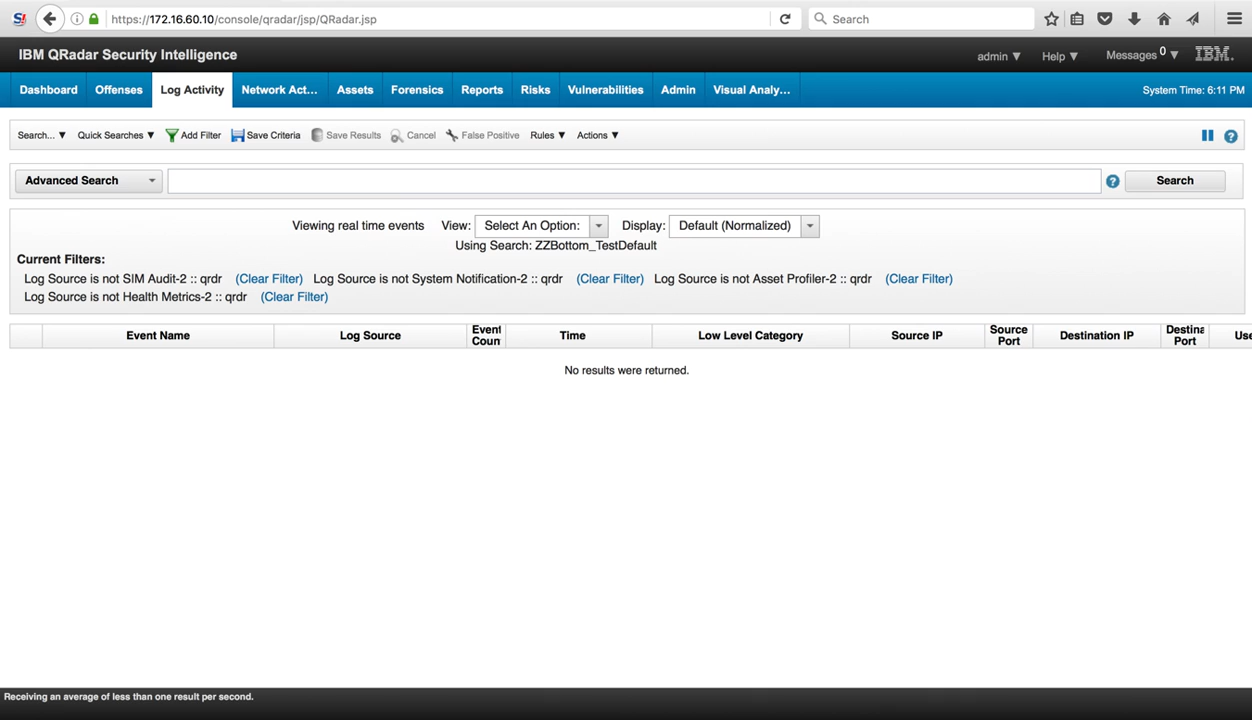 https://172.16.60.10/console/qradar/jsp/QRadar.jsp Search
IBM QRadar Security Intelligence admin ▼ Help ▼ Messages 0 ▼ IBM.
Dashboard Offenses Log Activity Network Act... Assets Forensics Reports Risks Vulnerabilities Admin Visual Analy... System Time: 6:11 PM
Search... ▼ Quick Searches ▼ Add Filter Save Criteria Save Results Cancel False Positive Rules ▼ Actions ▼
Advanced Search Search
Viewing real time events View: Select An Option: Display: Default (Normalized)
Using Search: ZZBottom_TestDefault
Current Filters:
Log Source is not SIM Audit-2 :: qrdr (Clear Filter) Log Source is not System Notification-2 :: qrdr (Clear Filter) Log Source is not Asset Profiler-2 :: qrdr (Clear Filter)
Log Source is not Health Metrics-2 :: qrdr (Clear Filter)
Event Name Log Source Event Coun Time Low Level Category Source IP Source Port Destination IP Destina Port Use
No results were returned.
Receiving an average of less than one result per second.